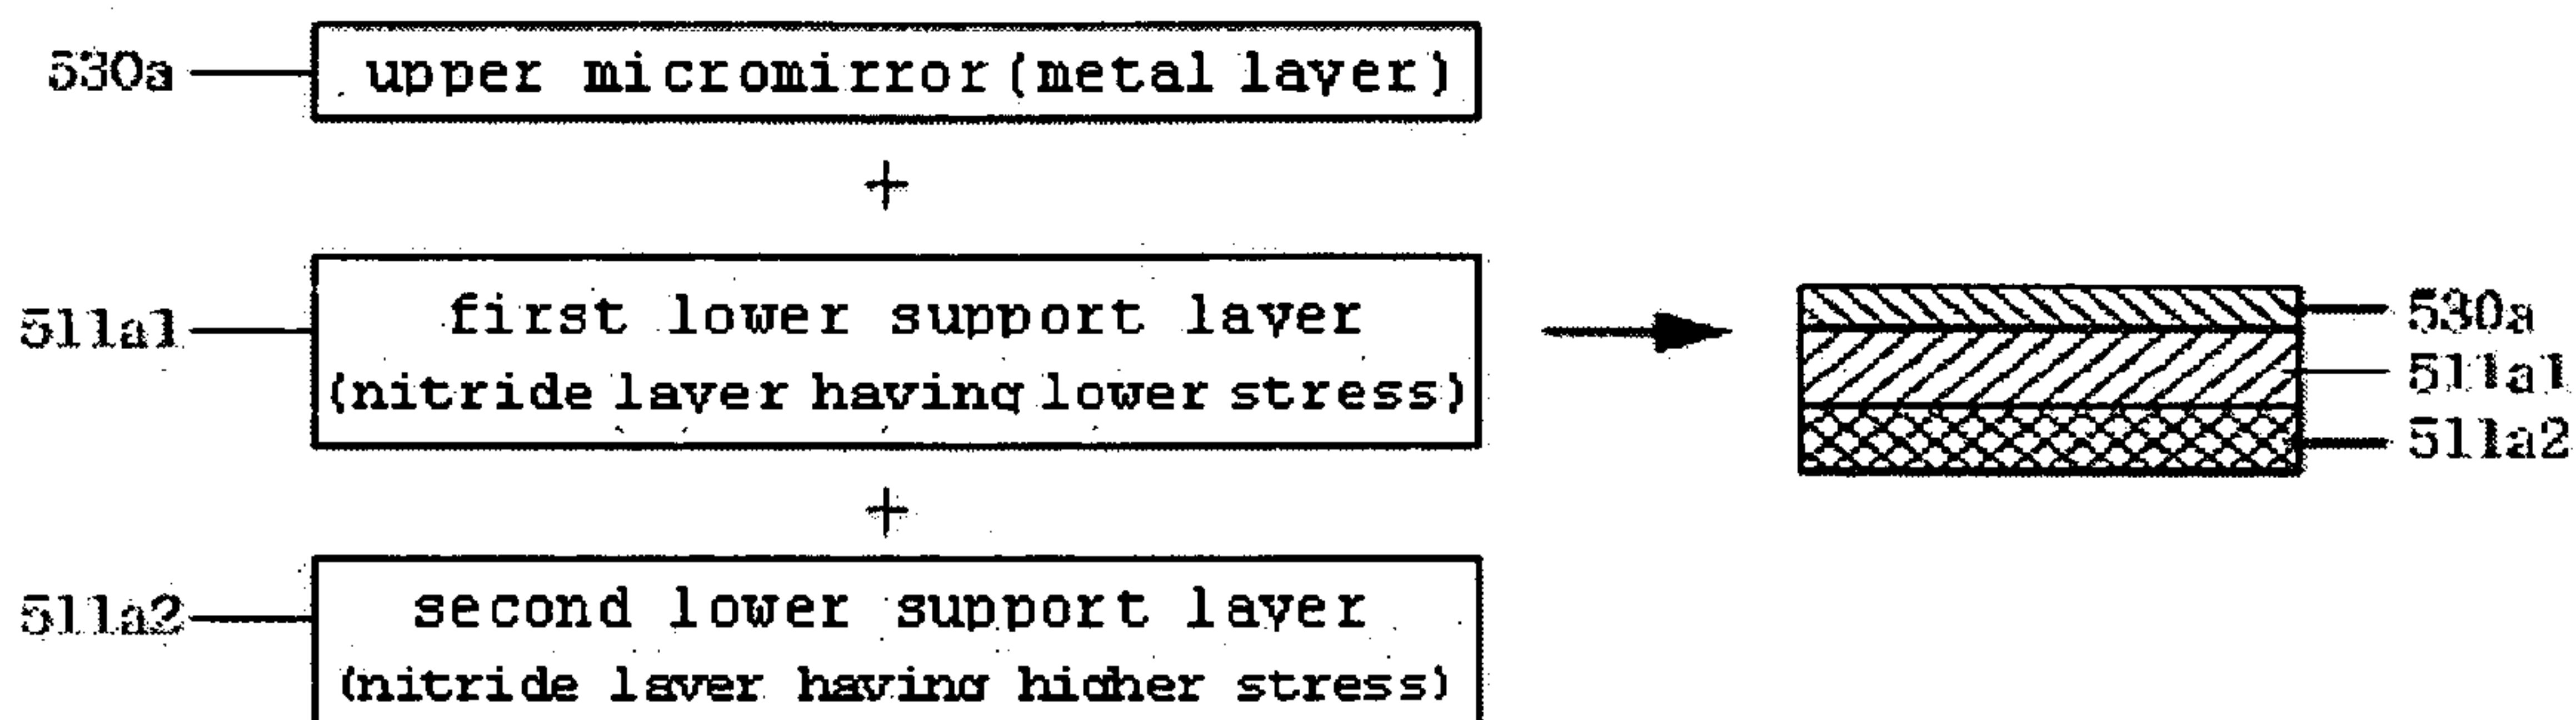 530a
upper micromirror(metal layer)
+
511a1
first lower support layer
(nitride layer having lower stress)
+
511a2
second lower support layer
(nitride layer having higher stress)
530a
511a1
511a2